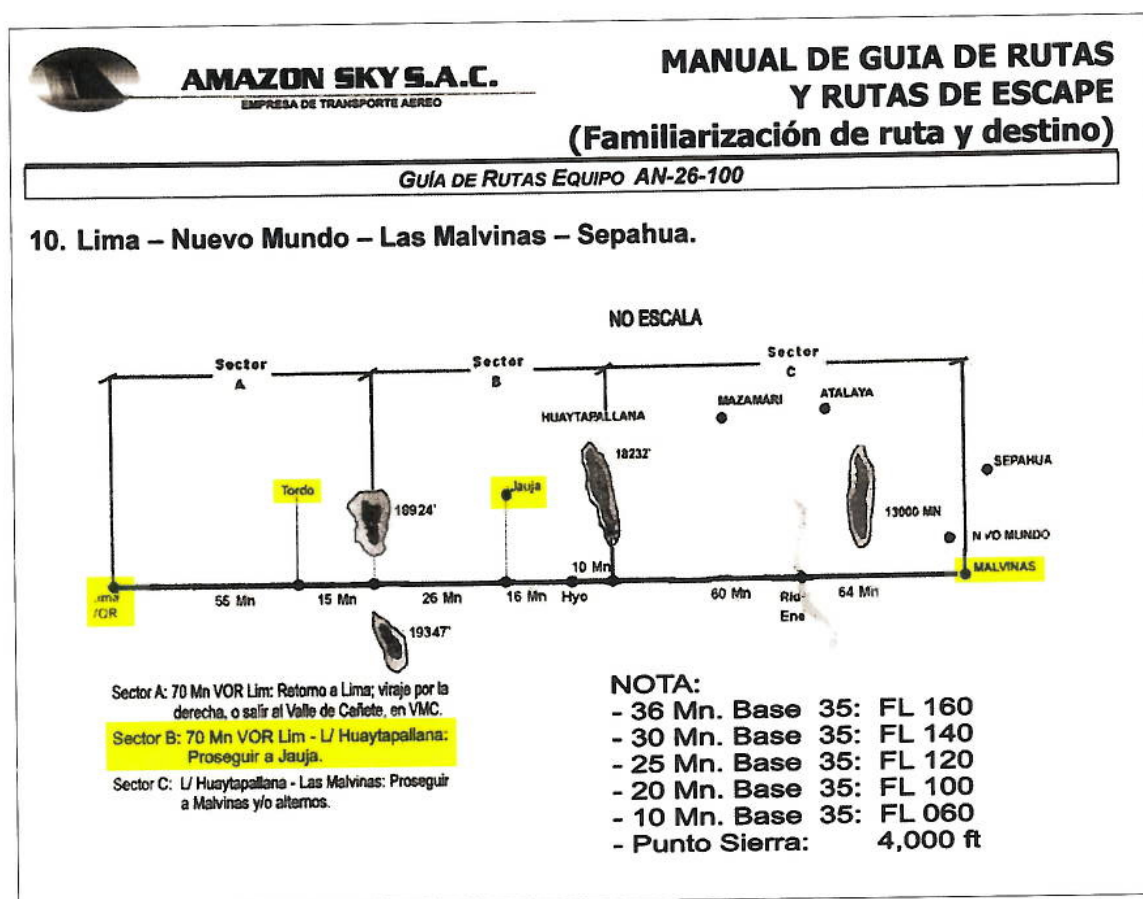 AMAZON SKY S.A.C.
EMPRESA DE TRANSPORTE AEREO
MANUAL DE GUIA DE RUTAS
Y RUTAS DE ESCAPE
(Familiarización de ruta y destino)
GUÍA DE RUTAS EQUIPO AN-26-100
10. Lima – Nuevo Mundo – Las Malvinas – Sepahua.
NO ESCALA
Sector
A
Sector
B
Sector
C
HUAYTAPALLANA
MAZAMARI
ATALAYA
18232'
SEPAHUA
Tordo
Jauja
18924'
13000 MN
N VO MUNDO
MALVINAS
10 Mn
55 Mn
15 Mn
26 Mn
16 Mn
Hyo
60 Mn
Ene
64 Mn
19347'
Sector A: 70 Mn VOR Lim: Retorno a Lima; viraje por la
derecha, o salir al Valle de Cañete, en VMC.
Sector B: 70 Mn VOR Lim - L/ Huaytapallana:
Proseguir a Jauja.
Sector C: L/ Huaytapallana - Las Malvinas: Proseguir
a Malvinas y/o alternos.
NOTA:
- 36 Mn. Base 35: FL 160
- 30 Mn. Base 35: FL 140
- 25 Mn. Base 35: FL 120
- 20 Mn. Base 35: FL 100
- 10 Mn. Base 35: FL 060
- Punto Sierra: 4,000 ft